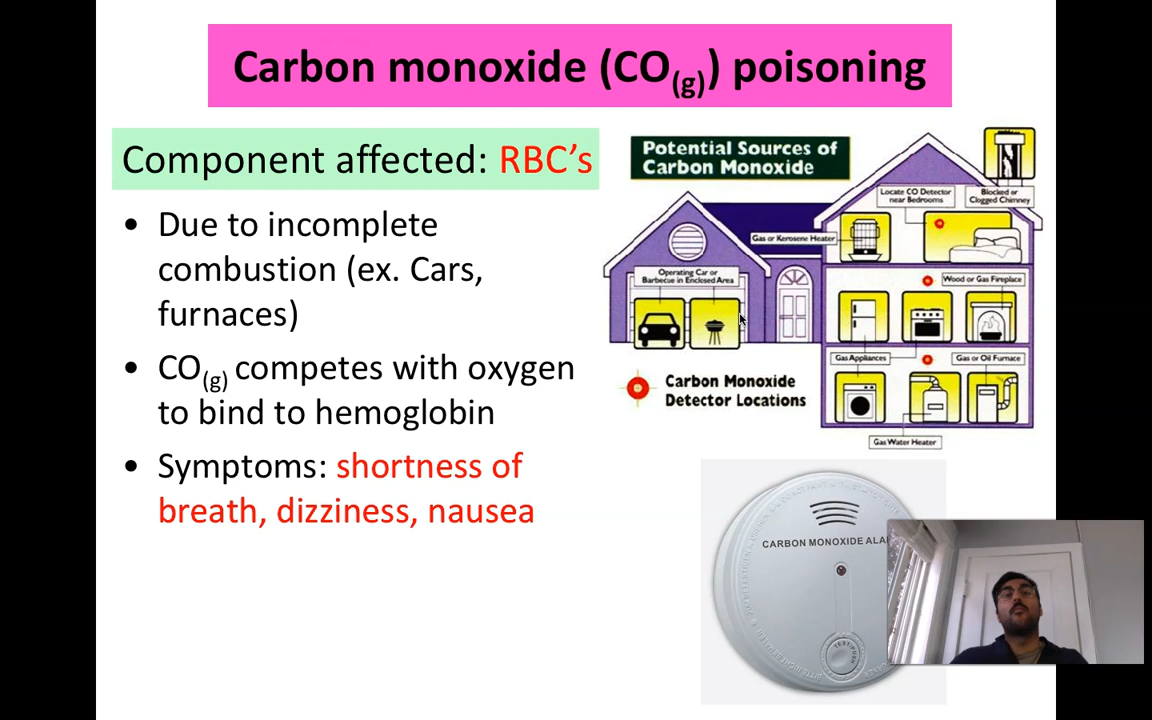 Carbon monoxide (CO(g)) poisoning
Component affected: RBC’s
• Due to incomplete
combustion (ex. Cars,
furnaces)
• CO(g) competes with oxygen
to bind to hemoglobin
• Symptoms: shortness of
breath, dizziness, nausea
Potential Sources of
Carbon Monoxide
Locate CO Detector
near Bedrooms
Blocked or
Clogged Chimney
Gas or Kerosene Heater
Operating Car or
Barbecue in Enclosed Area
Wood or Gas Fireplace
Gas Appliances
Gas or Oil Furnace
Carbon Monoxide
Detector Locations
Gas Water Heater
CARBON MONOXIDE ALA